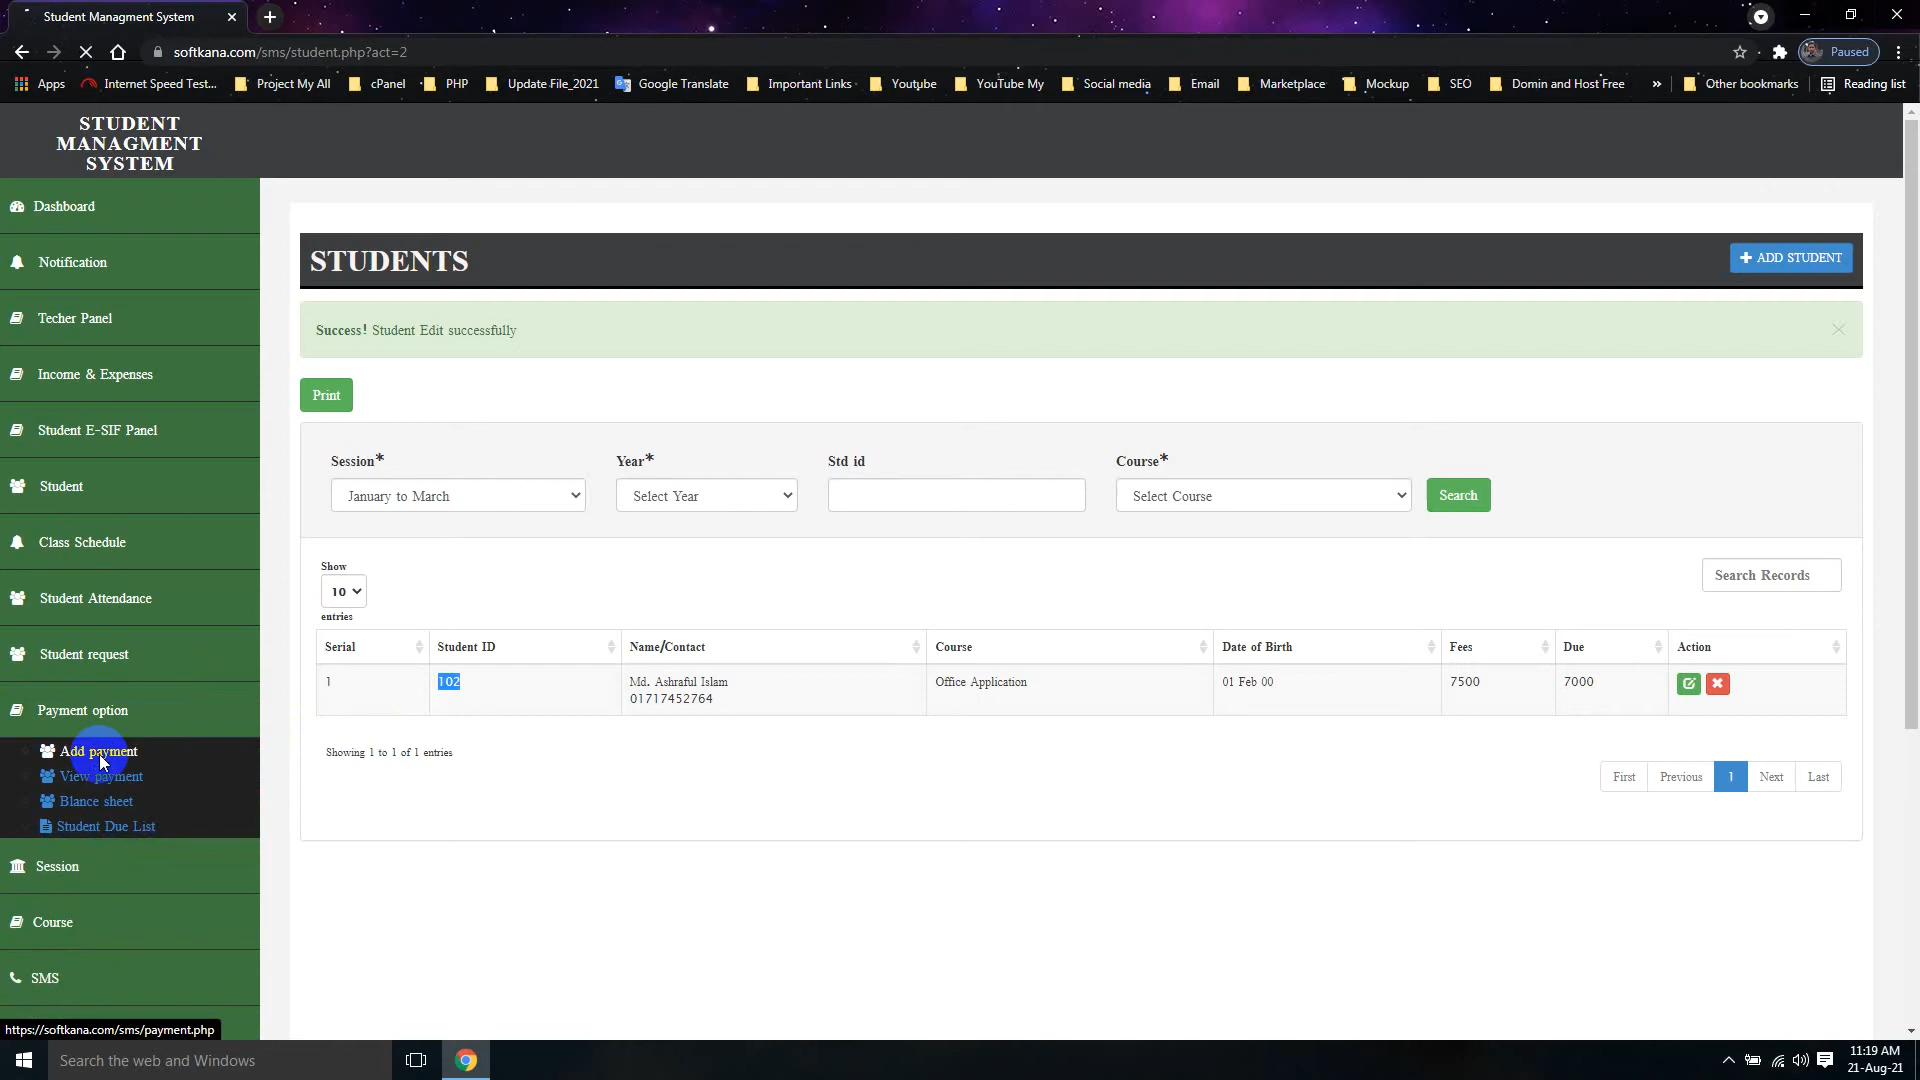 Student Managment System
softkana.com/sms/student.php?act=2
Paused
Apps
Internet Speed Test...
Project My All
cPanel
PHP
Update File_2021
Google Translate
Important Links
Youtube
YouTube My
Social media
Email
Marketplace
Mockup
SEO
Domin and Host Free
»
Other bookmarks
Reading list
STUDENT
MANAGMENT
SYSTEM
Dashboard
Notification
Techer Panel
Income & Expenses
Student E-SIF Panel
Student
Class Schedule
Student Attendance
Student request
Payment option
Add payment
View payment
Blance sheet
Student Due List
Session
Course
SMS
https://softkana.com/sms/payment.php
STUDENTS
ADD STUDENT
Success! Student Edit successfully
Print
Session* Year* Std id Course*
January to March Select Year Select Course Search
Show
10
entries
Search Records
Serial Student ID Name/Contact Course Date of Birth Fees Due Action
1 102 Md. Ashraful Islam Office Application 01 Feb 00 7500 7000
01717452764
Showing 1 to 1 of 1 entries
First Previous 1 Next Last
Search the web and Windows
11:19 AM
21-Aug-21